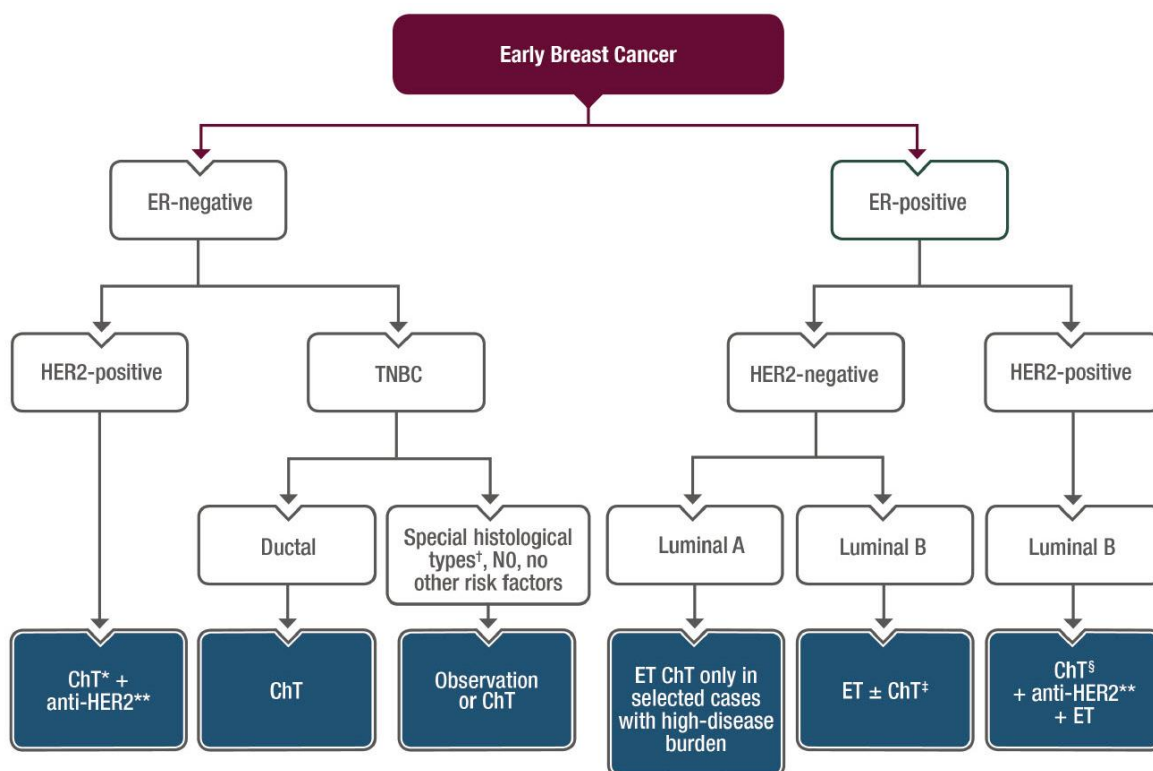 Early Breast Cancer
ER-negative
ER-positive
HER2-positive
TNBC
HER2-negative
HER2-positive
Ductal
Special histological
types†, N0, no
other risk factors
Luminal A
Luminal B
Luminal B
ChT* +
anti-HER2**
ChT
Observation
or ChT
ET ChT only in
selected cases
with high-disease
burden
ET ± ChT‡
ChT§
+ anti-HER2**
+ ET